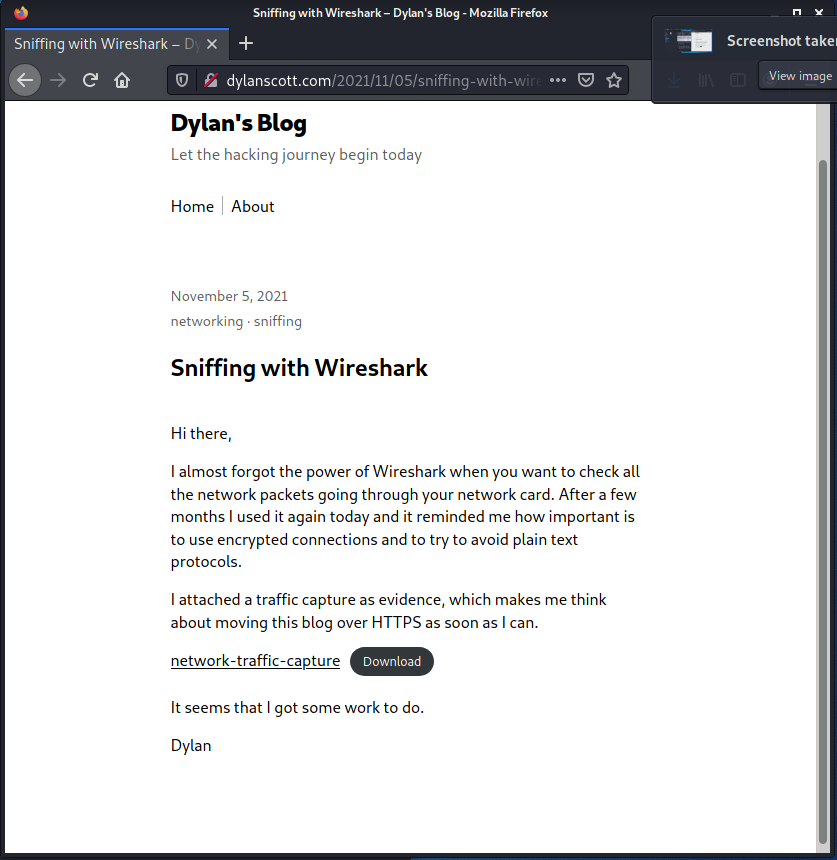 Sniffing with Wireshark – Dylan's Blog - Mozilla Firefox
Sniffing with Wireshark – Dy
Screenshot taken
View image
dylanscott.com/2021/11/05/sniffing-with-wire
Dylan's Blog
Let the hacking journey begin today
Home | About
November 5, 2021
networking · sniffing
Sniffing with Wireshark
Hi there,
I almost forgot the power of Wireshark when you want to check all
the network packets going through your network card. After a few
months I used it again today and it reminded me how important is
to use encrypted connections and to try to avoid plain text
protocols.
I attached a traffic capture as evidence, which makes me think
about moving this blog over HTTPS as soon as I can.
network-traffic-capture Download
It seems that I got some work to do.
Dylan